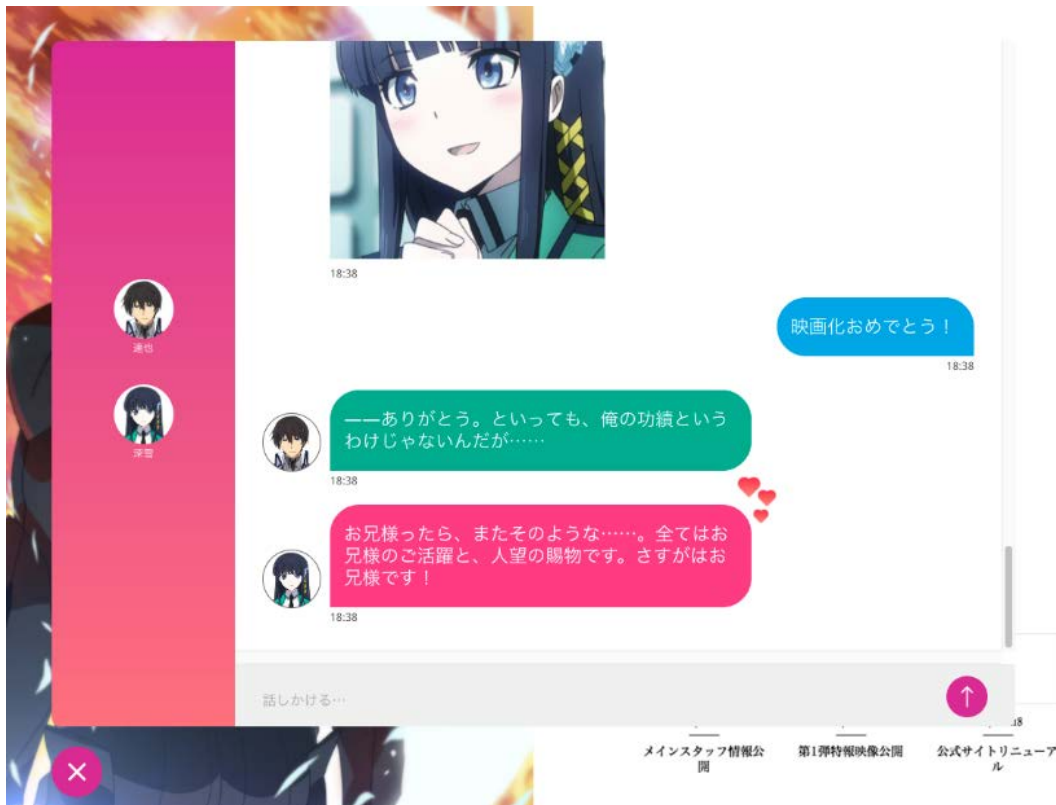 18:38
映画化おめでとう！
18:38
達也
深雪
――ありがとう。といっても、俺の功績という
わけじゃないんだが……
18:38
お兄様ったら、またそのような……。全てはお
兄様のご活躍と、人望の賜物です。さすがはお
兄様です！
18:38
話しかける…
メインスタッフ情報公
開
第1弾特報映像公開
公式サイトリニューア
ル